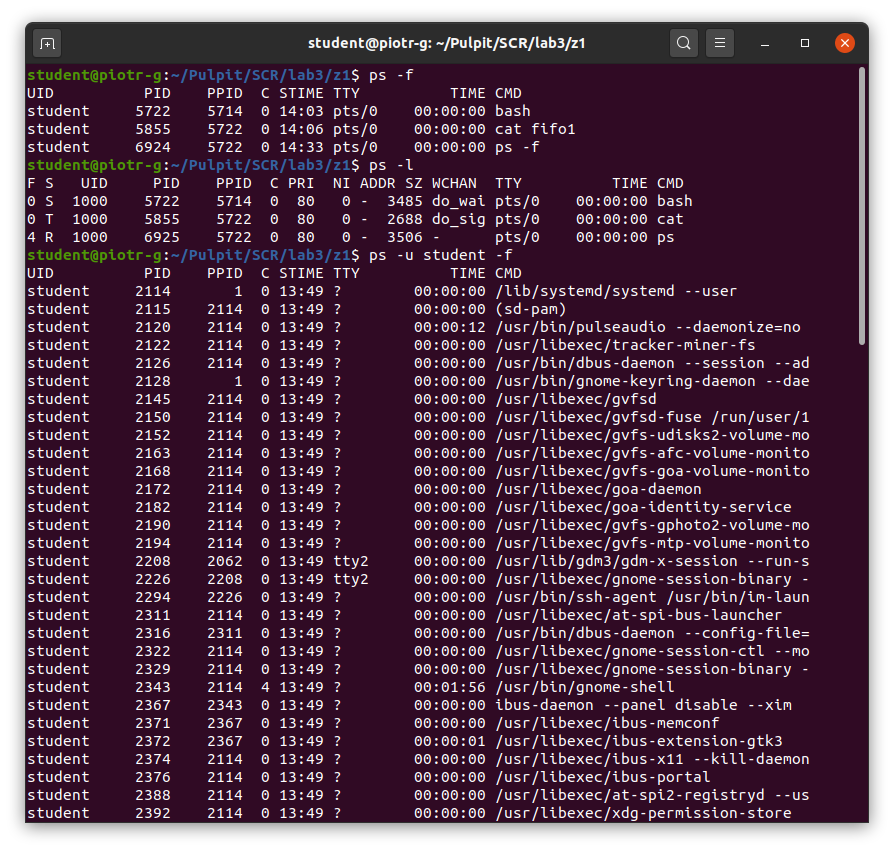 student@piotr-g: ~/Pulpit/SCR/lab3/z1
student@piotr-g:~/Pulpit/SCR/lab3/z1$ ps -f
UID          PID    PPID  C STIME TTY          TIME CMD
student     5722    5714  0 14:03 pts/0    00:00:00 bash
student     5855    5722  0 14:06 pts/0    00:00:00 cat fifo1
student     6924    5722  0 14:33 pts/0    00:00:00 ps -f
student@piotr-g:~/Pulpit/SCR/lab3/z1$ ps -l
F S   UID     PID    PPID  C PRI  NI ADDR SZ WCHAN  TTY          TIME CMD
0 S  1000    5722    5714  0  80   0 -  3485 do_wai pts/0    00:00:00 bash
0 T  1000    5855    5722  0  80   0 -  2688 do_sig pts/0    00:00:00 cat
4 R  1000    6925    5722  0  80   0 -  3506 -      pts/0    00:00:00 ps
student@piotr-g:~/Pulpit/SCR/lab3/z1$ ps -u student -f
UID          PID    PPID  C STIME TTY          TIME CMD
student     2114       1  0 13:49 ?        00:00:00 /lib/systemd/systemd --user
student     2115    2114  0 13:49 ?        00:00:00 (sd-pam)
student     2120    2114  0 13:49 ?        00:00:12 /usr/bin/pulseaudio --daemonize=no
student     2122    2114  0 13:49 ?        00:00:00 /usr/libexec/tracker-miner-fs
student     2126    2114  0 13:49 ?        00:00:00 /usr/bin/dbus-daemon --session --ad
student     2128       1  0 13:49 ?        00:00:00 /usr/bin/gnome-keyring-daemon --dae
student     2145    2114  0 13:49 ?        00:00:00 /usr/libexec/gvfsd
student     2150    2114  0 13:49 ?        00:00:00 /usr/libexec/gvfsd-fuse /run/user/1
student     2152    2114  0 13:49 ?        00:00:00 /usr/libexec/gvfs-udisks2-volume-mo
student     2163    2114  0 13:49 ?        00:00:00 /usr/libexec/gvfs-afc-volume-monito
student     2168    2114  0 13:49 ?        00:00:00 /usr/libexec/gvfs-goa-volume-monito
student     2172    2114  0 13:49 ?        00:00:00 /usr/libexec/goa-daemon
student     2182    2114  0 13:49 ?        00:00:00 /usr/libexec/goa-identity-service
student     2190    2114  0 13:49 ?        00:00:00 /usr/libexec/gvfs-gphoto2-volume-mo
student     2194    2114  0 13:49 ?        00:00:00 /usr/libexec/gvfs-mtp-volume-monito
student     2208    2062  0 13:49 tty2     00:00:00 /usr/lib/gdm3/gdm-x-session --run-s
student     2226    2208  0 13:49 tty2     00:00:00 /usr/libexec/gnome-session-binary -
student     2294    2226  0 13:49 ?        00:00:00 /usr/bin/ssh-agent /usr/bin/im-laun
student     2311    2114  0 13:49 ?        00:00:00 /usr/libexec/at-spi-bus-launcher
student     2316    2311  0 13:49 ?        00:00:00 /usr/bin/dbus-daemon --config-file=
student     2322    2114  0 13:49 ?        00:00:00 /usr/libexec/gnome-session-ctl --mo
student     2329    2114  0 13:49 ?        00:00:00 /usr/libexec/gnome-session-binary -
student     2343    2114  4 13:49 ?        00:01:56 /usr/bin/gnome-shell
student     2367    2343  0 13:49 ?        00:00:00 ibus-daemon --panel disable --xim
student     2371    2367  0 13:49 ?        00:00:00 /usr/libexec/ibus-memconf
student     2372    2367  0 13:49 ?        00:00:01 /usr/libexec/ibus-extension-gtk3
student     2374    2114  0 13:49 ?        00:00:00 /usr/libexec/ibus-x11 --kill-daemon
student     2376    2114  0 13:49 ?        00:00:00 /usr/libexec/ibus-portal
student     2388    2114  0 13:49 ?        00:00:00 /usr/libexec/at-spi2-registryd --us
student     2392    2114  0 13:49 ?        00:00:00 /usr/libexec/xdg-permission-store